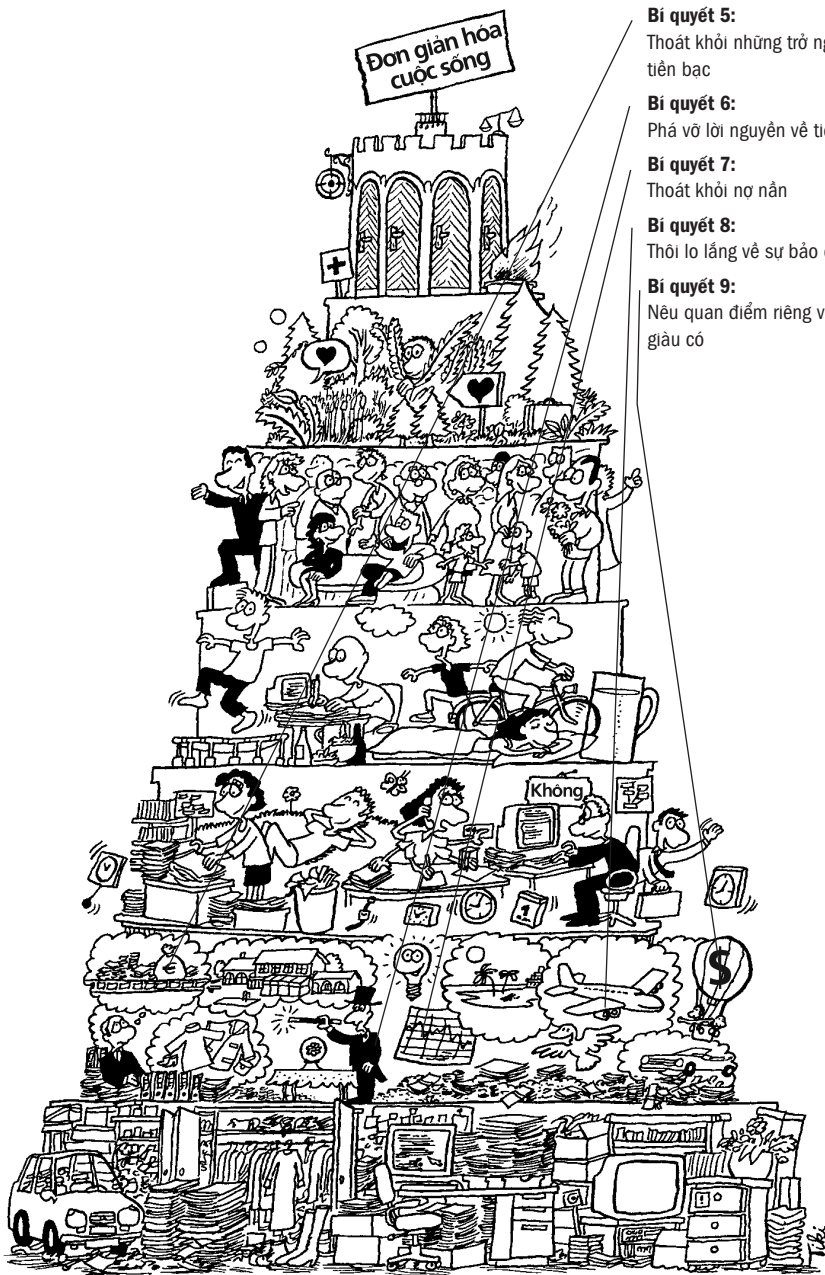 Đơn giản hóa
cuộc sống
Bí quyết 5:
Thoát khỏi những trở
tiền bạc
Bí quyết 6:
Phá vỡ lời nguyền về
Bí quyết 7:
Thoát khỏi nợ nần
Bí quyết 8:
Thôi lo lắng về sự bảo
Bí quyết 9:
Nêu quan điểm riêng
giàu có
Không
€
1
$
Tiki